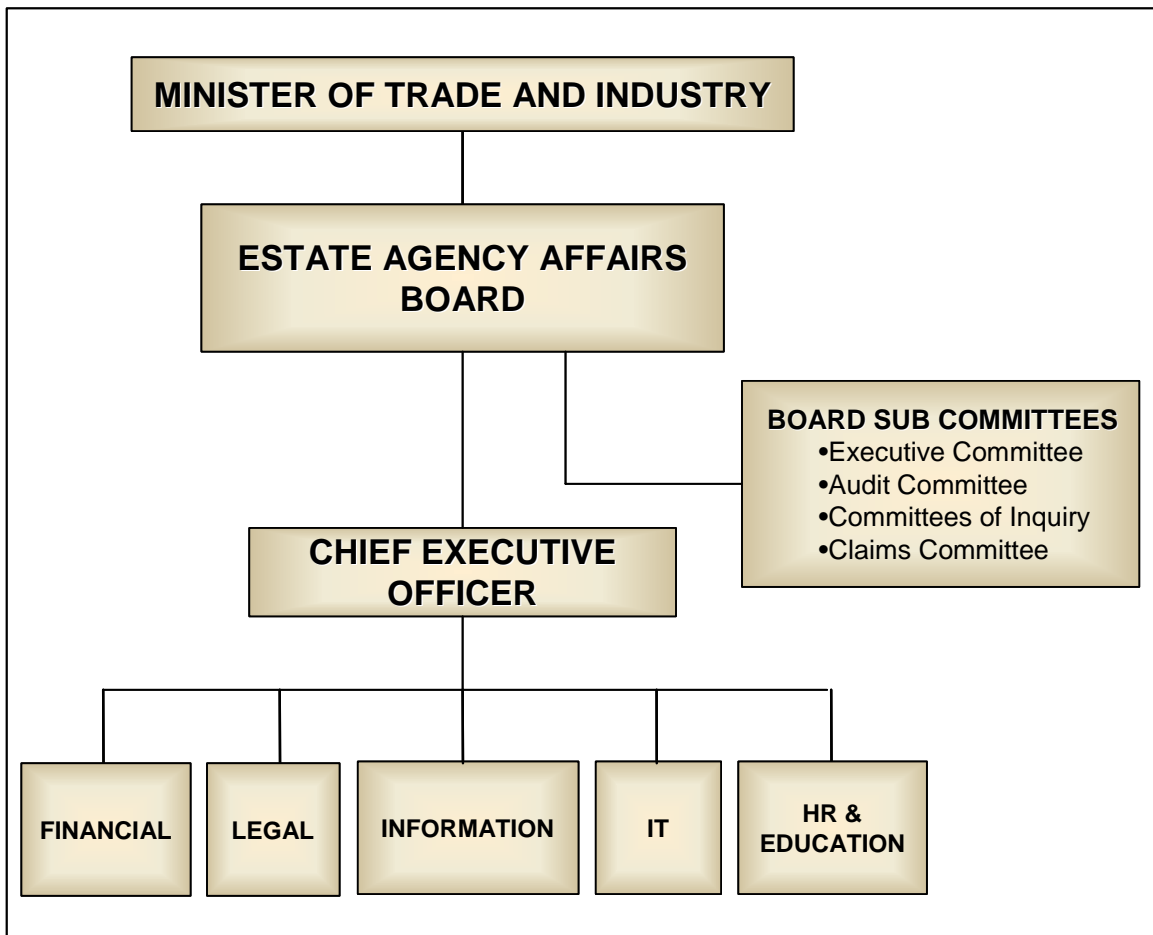 MINISTER OF TRADE AND INDUSTRY
ESTATE AGENCY AFFAIRS
BOARD
BOARD SUB COMMITTEES
•Executive Committee
•Audit Committee
•Committees of Inquiry
•Claims Committee
CHIEF EXECUTIVE
OFFICER
FINANCIAL
LEGAL
INFORMATION
IT
HR &
EDUCATION